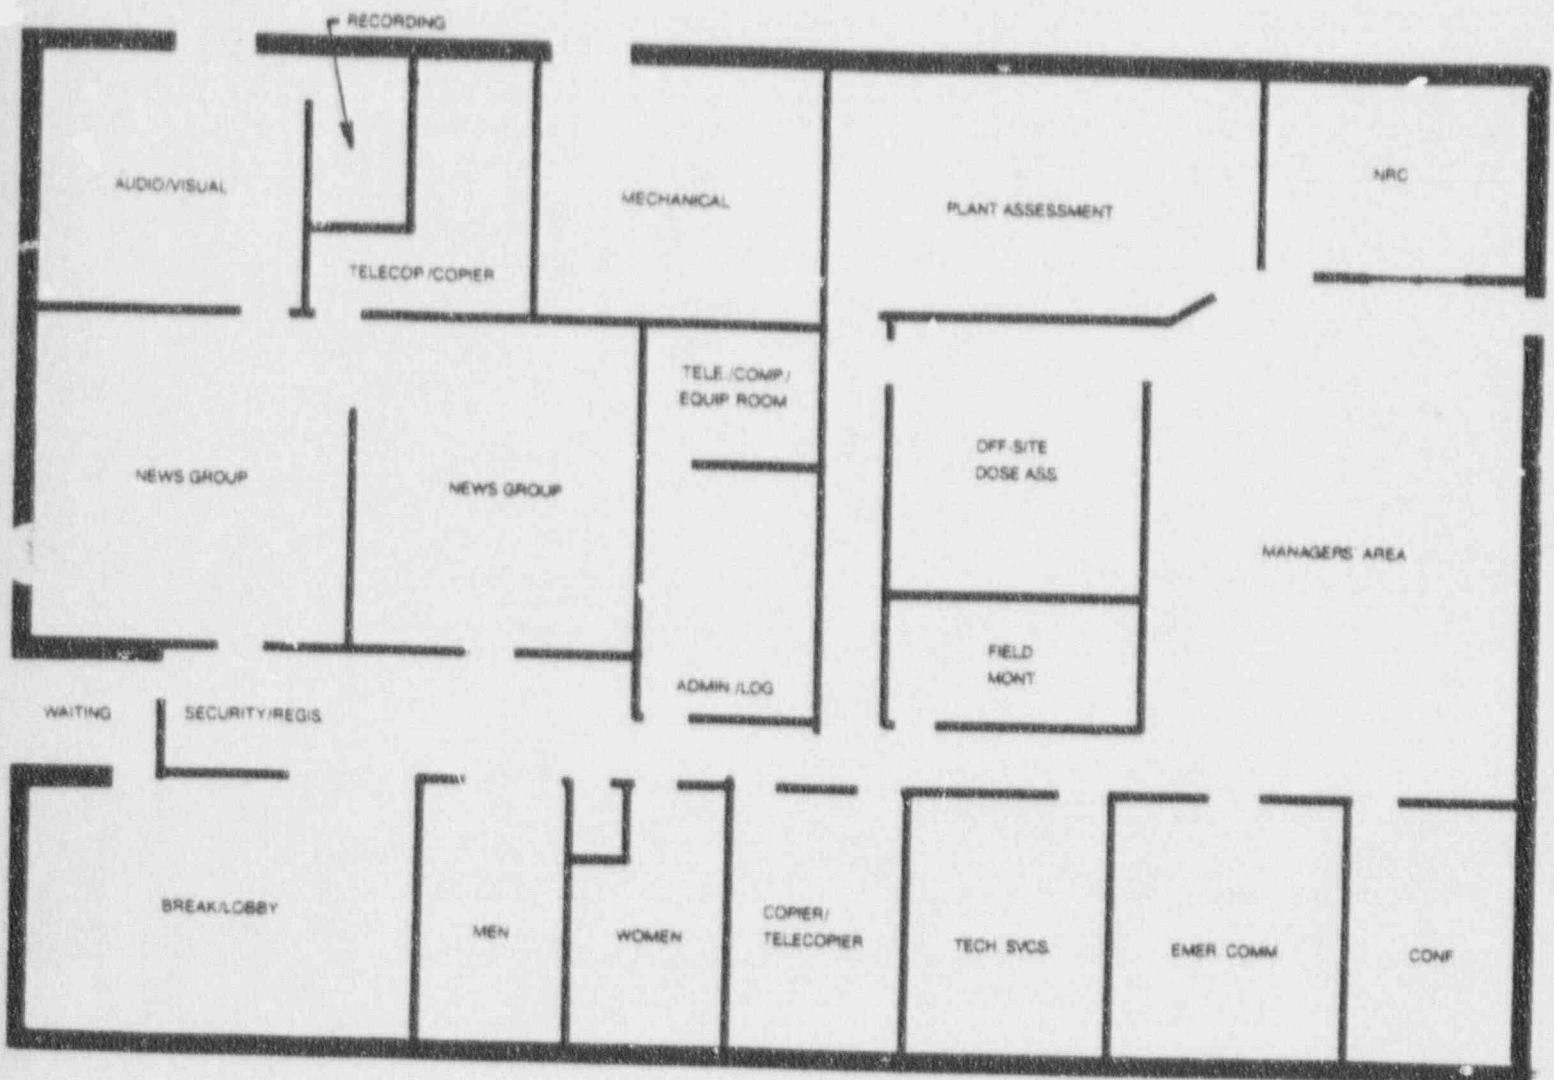 RECORDING
AUDIO/VISUAL
MECHANICAL
PLANT ASSESSMENT
NRC
TELECOP/COPIER
TELE./COMP/
EQUIP ROOM
OFF-SITE
DOSE ASS.
NEWS GROUP
NEWS GROUP
MANAGERS' AREA
FIELD
MONT
ADMIN./LOG
WAITING
SECURITY/REGIS.
BREAK/LOBBY
MEN
WOMEN
COPIER/
TELECOPIER
TECH. SVCS.
EMER. COMM
CONF